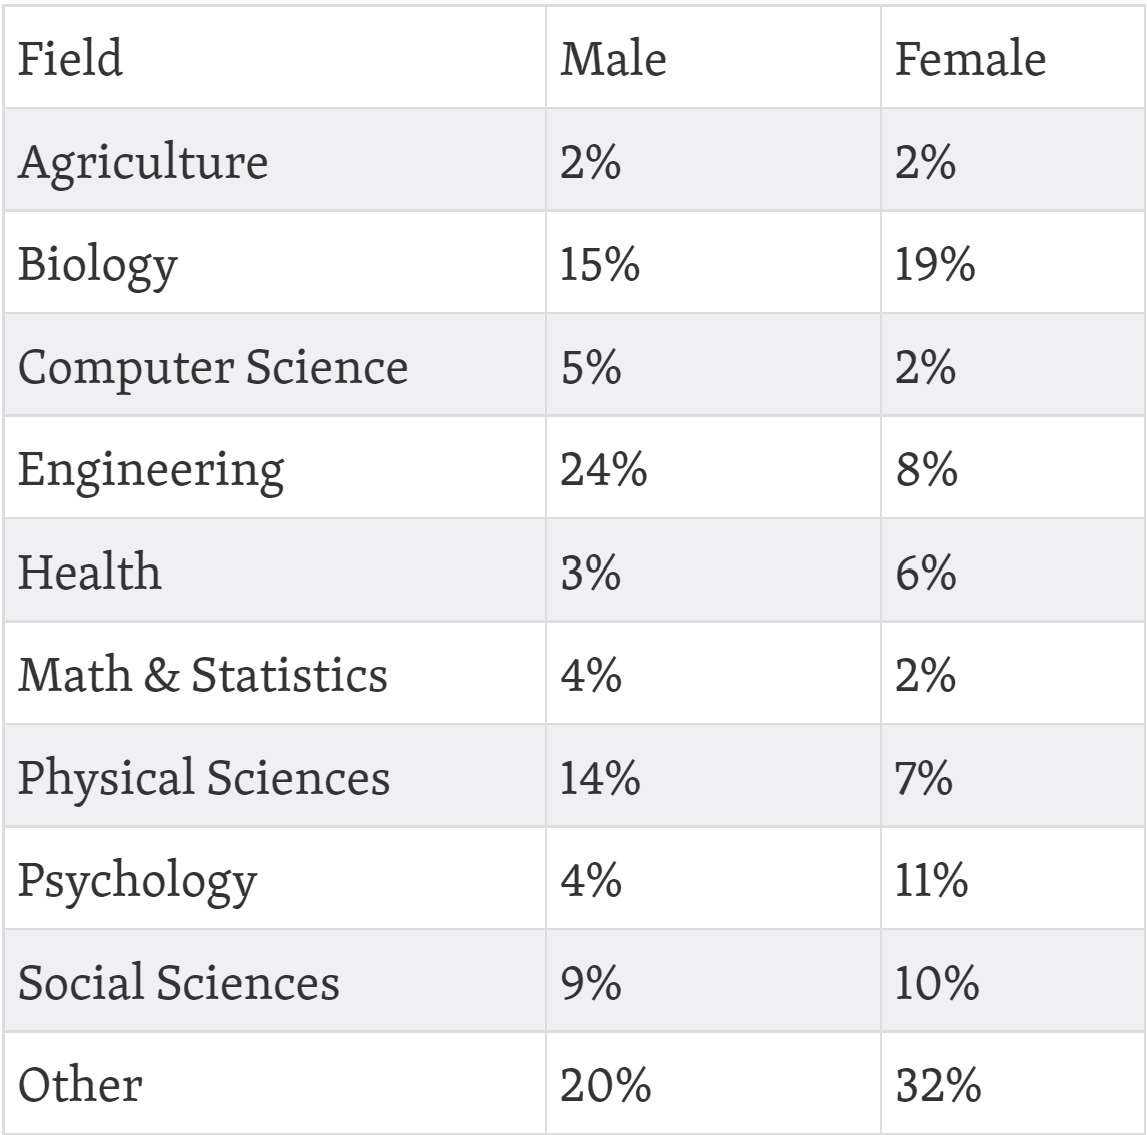 Field Male Female
Agriculture 2% 2%
Biology 15% 19%
Computer Science 5% 2%
Engineering 24% 8%
Health 3% 6%
Math & Statistics 4% 2%
Physical Sciences 14% 7%
Psychology 4% 11%
Social Sciences 9% 10%
Other 20% 32%